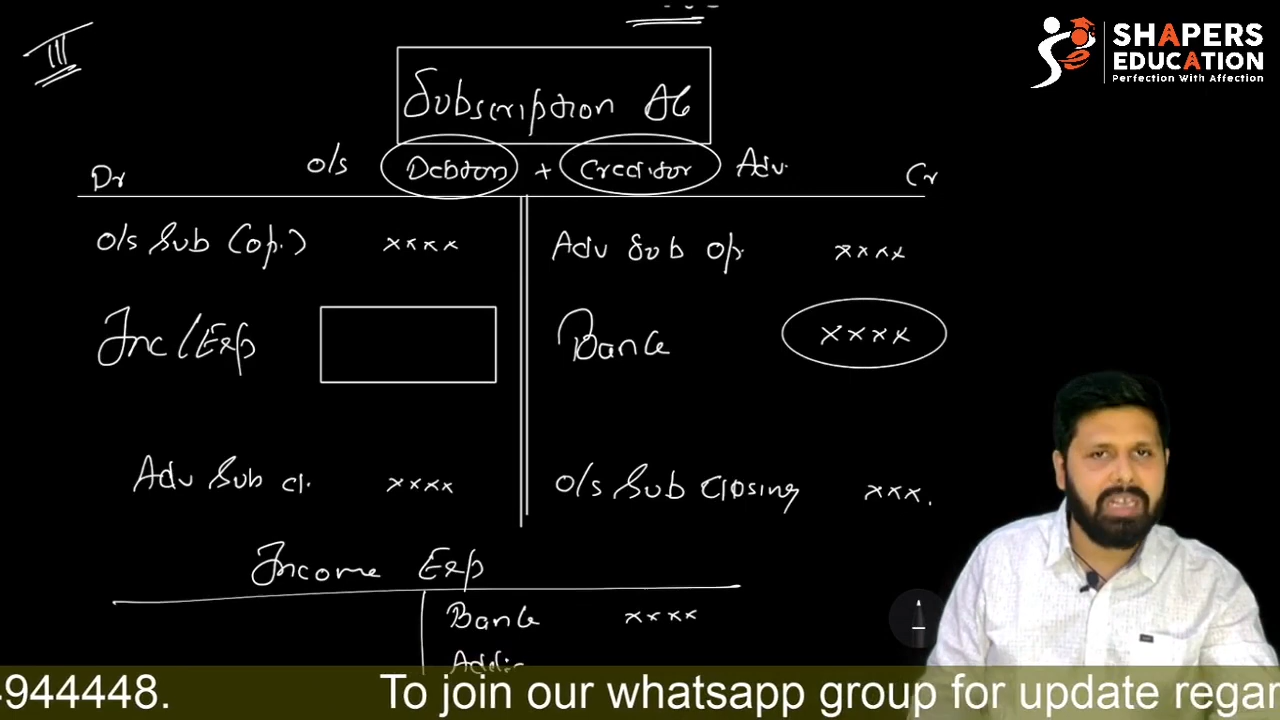 III
SHAPERS
EDUCATION
Perfection With Affection
Subscription A/c
Dr o/s Debtors + Creditor Adv. Cr
o/s Sub (op.) xxxx Adv Sub op. xxxx
Inc/Exp Bank xxxx
Adv Sub cl. xxxx o/s Sub Closing xxx.
Income Exp
Bank xxxx
944448. To join our whatsapp group for update regar